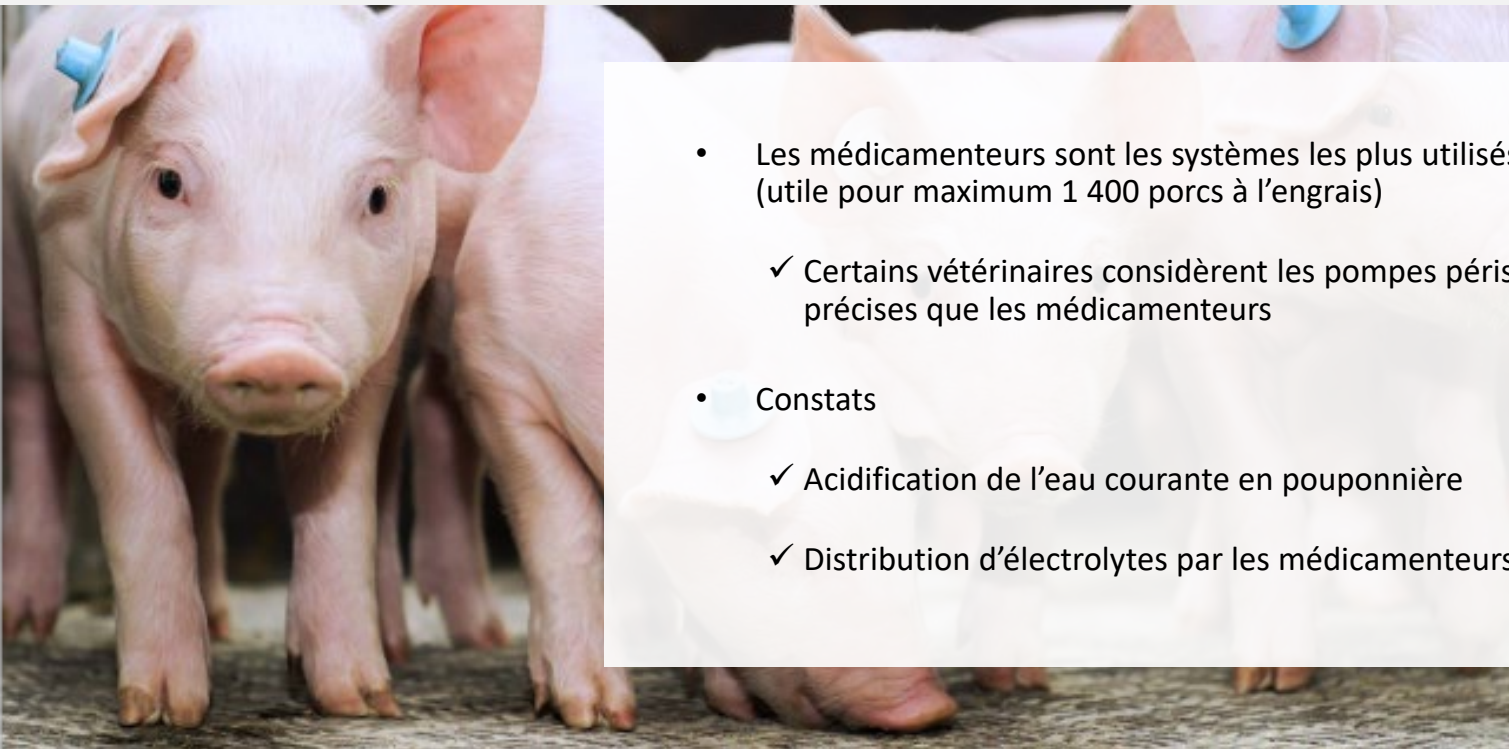 • Les médicamenteurs sont les systèmes les plus utilisés
(utile pour maximum 1 400 porcs à l’engrais)
✓ Certains vétérinaires considèrent les pompes péris
précises que les médicamenteurs
• Constats
✓ Acidification de l’eau courante en pouponnière
✓ Distribution d’électrolytes par les médicamenteurs